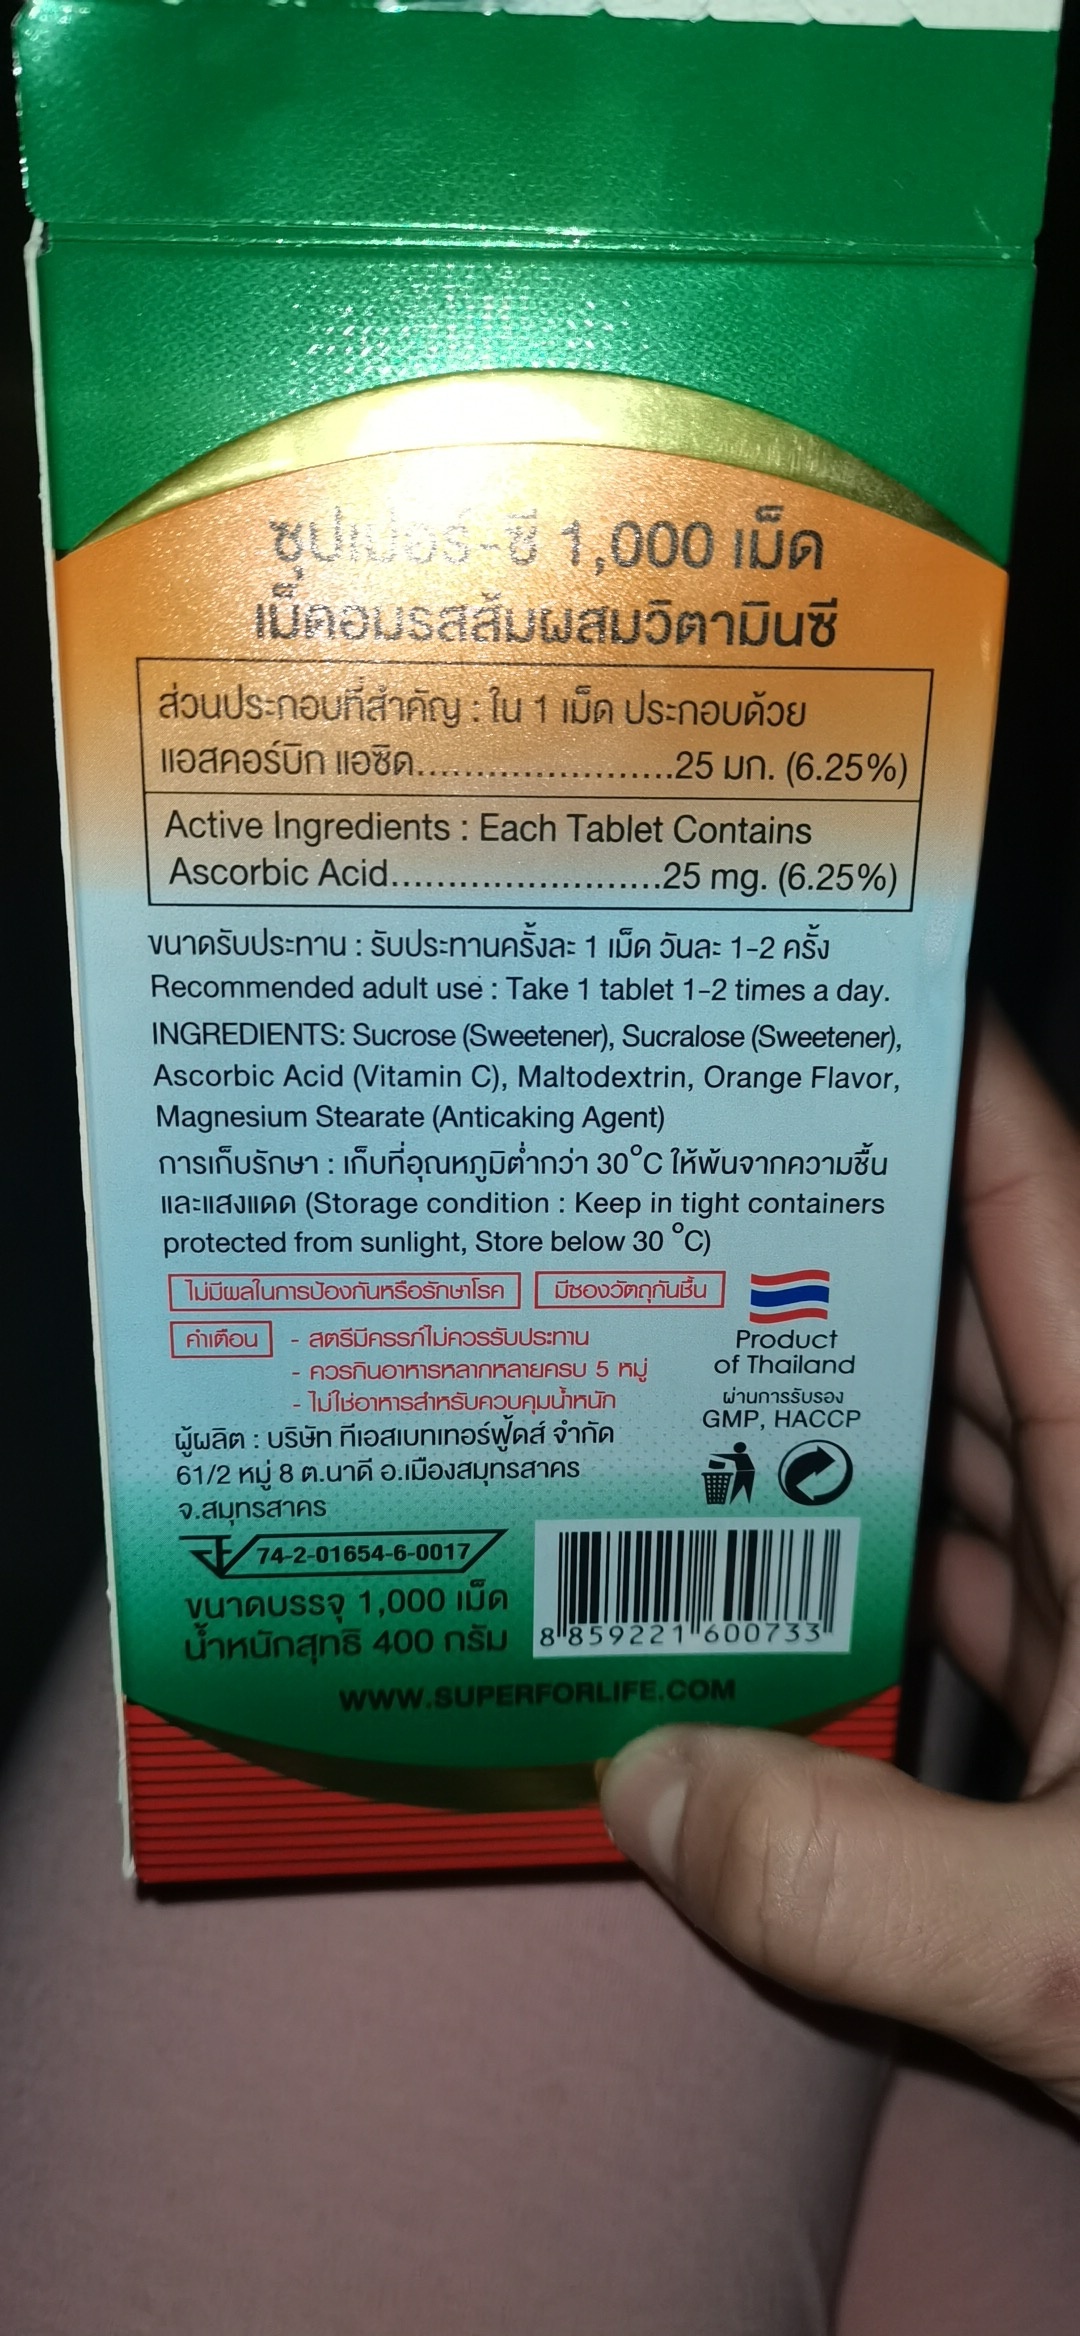 ซุปเปอร์-ซี 1,000 เม็ด
เม็ดอมรสส้มผสมวิตามินซี
ส่วนประกอบที่สำคัญ : ใน 1 เม็ด ประกอบด้วย
แอสคอร์บิก แอซิด........................25 มก. (6.25%)
Active Ingredients : Each Tablet Contains
Ascorbic Acid........................25 mg. (6.25%)
ขนาดรับประทาน : รับประทานครั้งละ 1 เม็ด วันละ 1-2 ครั้ง
Recommended adult use : Take 1 tablet 1-2 times a day.
INGREDIENTS: Sucrose (Sweetener), Sucralose (Sweetener),
Ascorbic Acid (Vitamin C), Maltodextrin, Orange Flavor,
Magnesium Stearate (Anticaking Agent)
การเก็บรักษา : เก็บที่อุณหภูมิต่ำกว่า 30°C ให้พ้นจากความชื้น
และแสงแดด (Storage condition : Keep in tight containers
protected from sunlight, Store below 30 °C)
ไม่มีผลในการป้องกันหรือรักษาโรค มีซองวัตถุกันชื้น
คำเตือน - สตรีมีครรภ์ไม่ควรรับประทาน
- ควรกินอาหารหลากหลายครบ 5 หมู่
- ไม่ใช่อาหารสำหรับควบคุมน้ำหนัก
Product
of Thailand
ผ่านการรับรอง
GMP, HACCP
ผู้ผลิต : บริษัท ทีเอสเบทเทอร์ฟู้ดส์ จำกัด
61/2 หมู่ 8 ต.นาดี อ.เมืองสมุทรสาคร
จ.สมุทรสาคร
74-2-01654-6-0017
ขนาดบรรจุ 1,000 เม็ด
น้ำหนักสุทธิ 400 กรัม
8 859221 600733
WWW.SUPERFORLIFE.COM